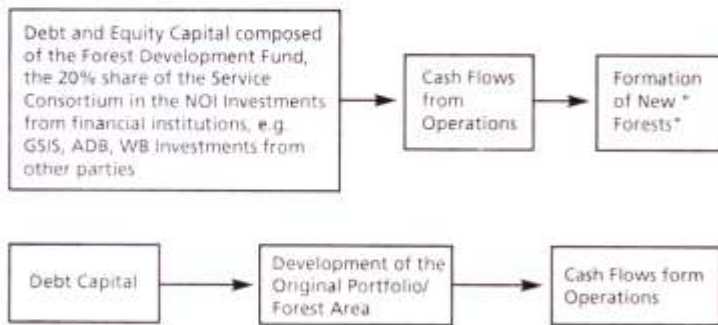 Debt and Equity Capital composed
of the Forest Development Fund,
the 20% share of the Service
Consortium in the NOI Investments
from financial institutions, e.g.
GSIS, ADB, WB Investments from
other parties
Cash Flows
from
Operations
Formation
of New "
Forests"
Debt Capital
Development of the
Original Portfolio/
Forest Area
Cash Flows form
Operations